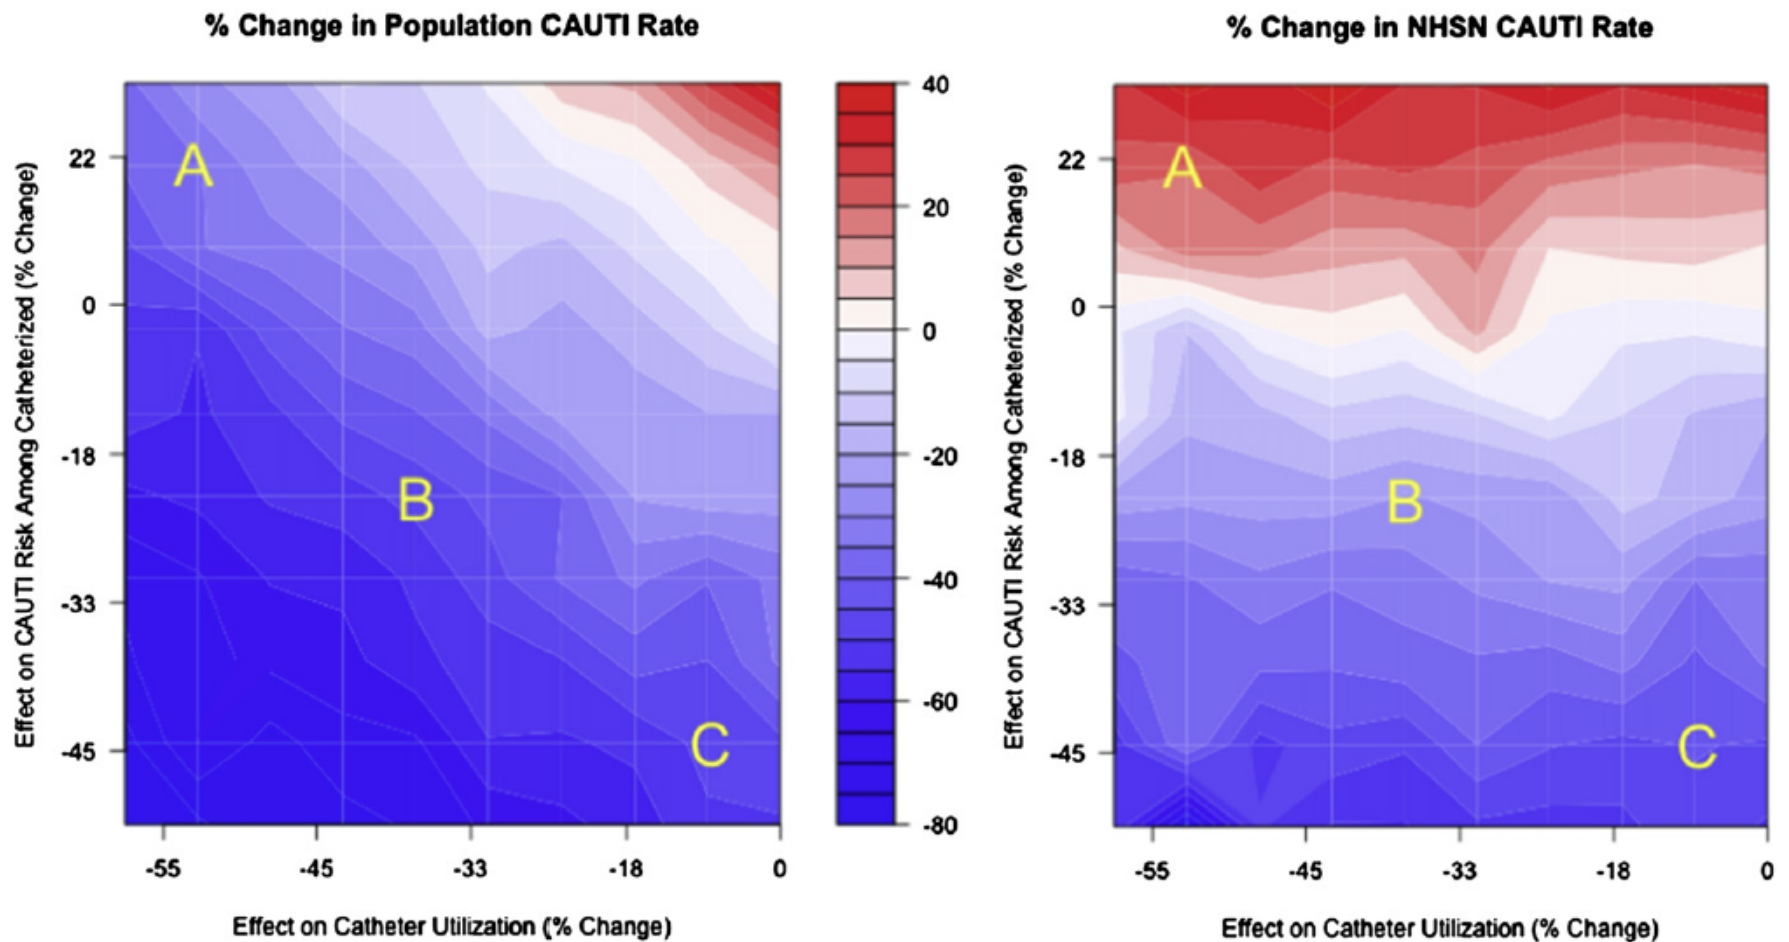 % Change in Population CAUTI Rate
% Change in NHSN CAUTI Rate
Effect on CAUTI Risk Among Catheterized (% Change)
22
0
-18
-33
-45
A
B
C
-55
-45
-33
-18
0
Effect on Catheter Utilization (% Change)
40
20
0
-20
-40
-60
-80
Effect on CAUTI Risk Among Catheterized (% Change)
22
0
-18
-33
-45
A
B
C
-55
-45
-33
-18
0
Effect on Catheter Utilization (% Change)